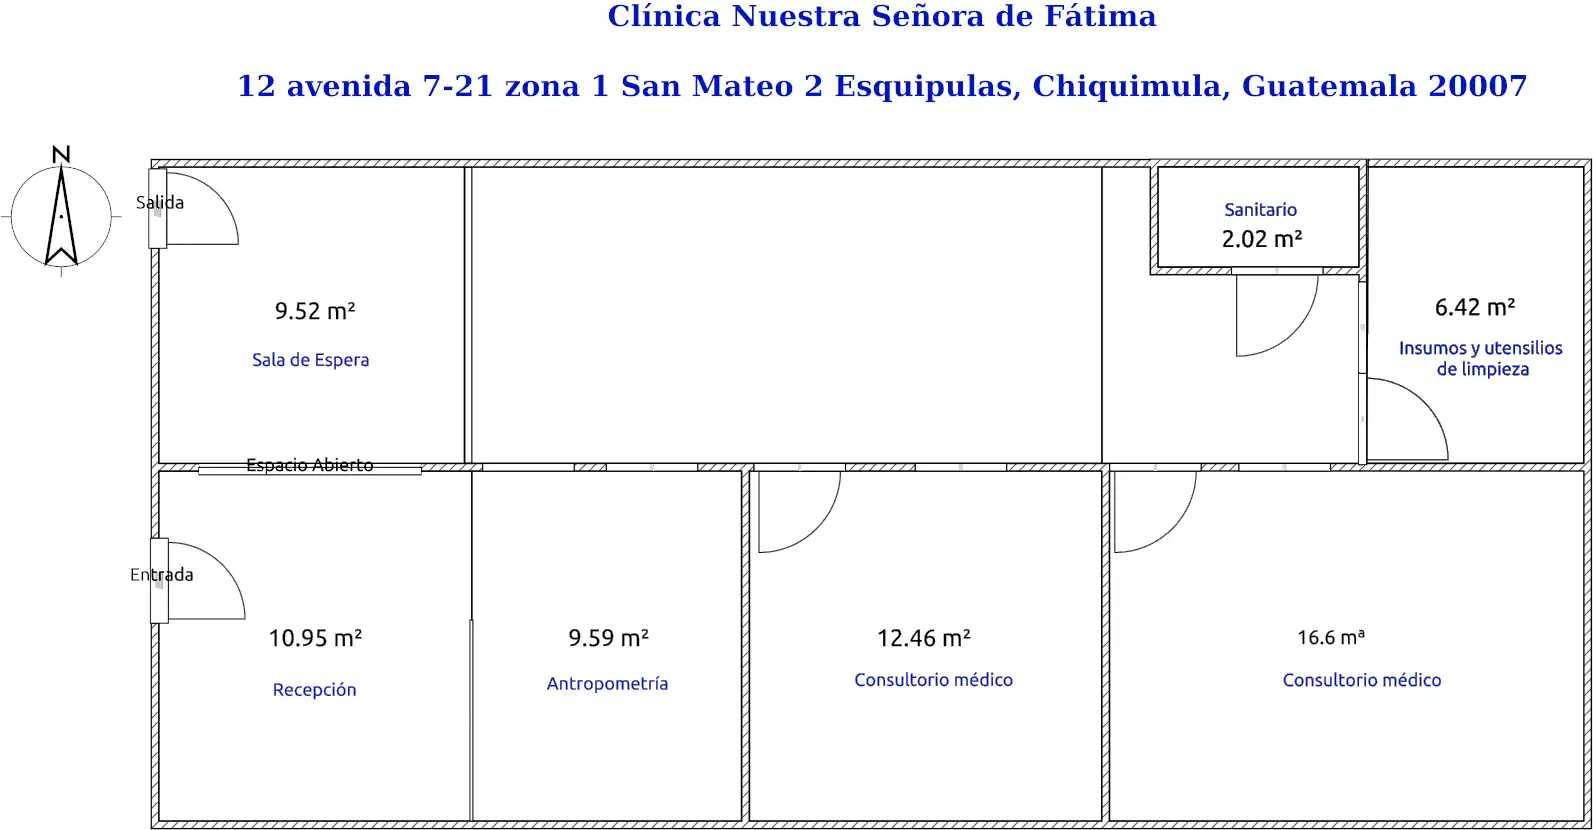 Clínica Nuestra Señora de Fátima
12 avenida 7-21 zona 1 San Mateo 2 Esquipulas, Chiquimula, Guatemala 20007
N
Salida
Sanitario
2.02 m²
9.52 m²
Sala de Espera
6.42 m²
Insumos y utensilios
de limpieza
Espacio Abierto
Entrada
10.95 m²
Recepción
9.59 m²
Antropometría
12.46 m²
Consultorio médico
16.6 mª
Consultorio médico